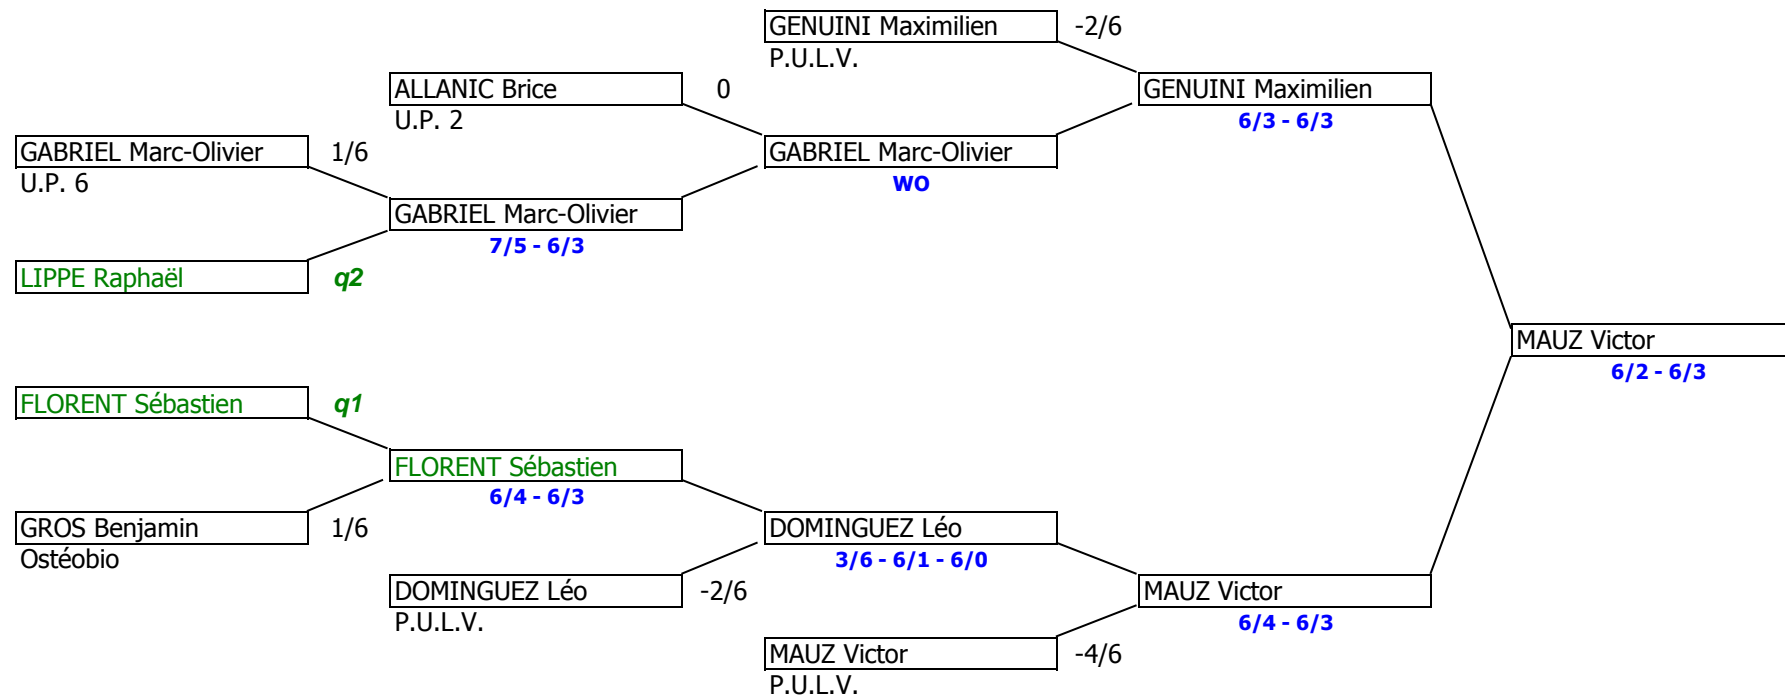 GENUINI Maximilien -2/6
P.U.L.V.
ALLANIC Brice 0
U.P. 2
GENUINI Maximilien
6/3 - 6/3
GABRIEL Marc-Olivier 1/6
U.P. 6
GABRIEL Marc-Olivier
WO
GABRIEL Marc-Olivier
7/5 - 6/3
LIPPE Raphaël q2
MAUZ Victor
6/2 - 6/3
FLORENT Sébastien q1
FLORENT Sébastien
6/4 - 6/3
GROS Benjamin 1/6
Ostéobio
DOMINGUEZ Léo
3/6 - 6/1 - 6/0
DOMINGUEZ Léo -2/6
P.U.L.V.
MAUZ Victor
6/4 - 6/3
MAUZ Victor -4/6
P.U.L.V.